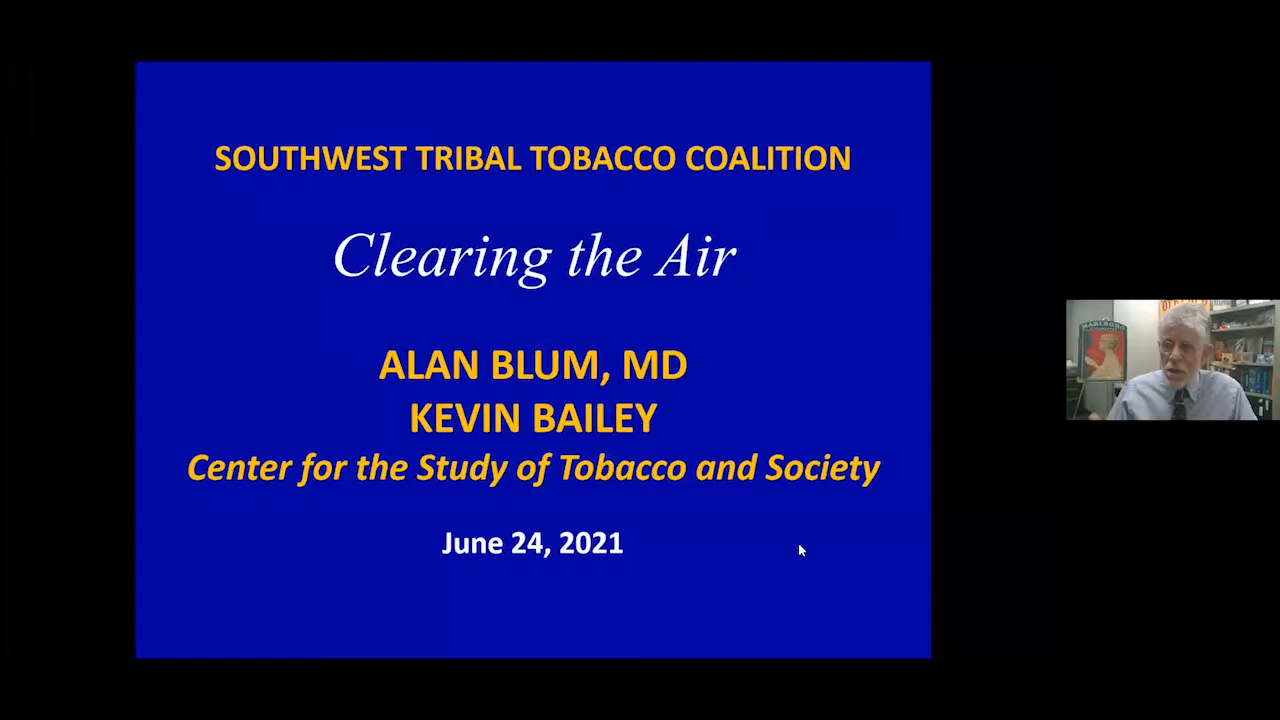 SOUTHWEST TRIBAL TOBACCO COALITION
Clearing the Air
ALAN BLUM, MD
KEVIN BAILEY
Center for the Study of Tobacco and Society
June 24, 2021
MARLBORO